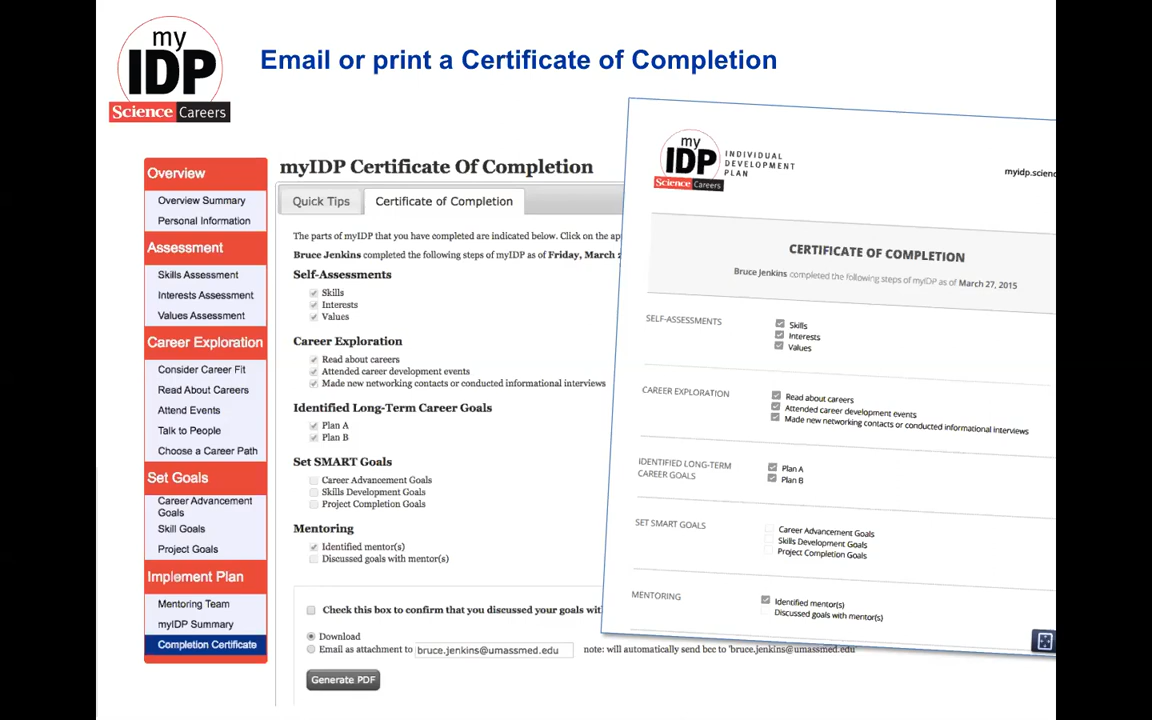 my
IDP
Science Careers
Email or print a Certificate of Completion
Overview
Overview Summary
Personal Information
Assessment
Skills Assessment
Interests Assessment
Values Assessment
Career Exploration
Consider Career Fit
Read About Careers
Attend Events
Talk to People
Choose a Career Path
Set Goals
Career Advancement
Goals
Skill Goals
Project Goals
Implement Plan
Mentoring Team
myIDP Summary
Completion Certificate
myIDP Certificate Of Completion
Quick Tips
Certificate of Completion
The parts of myIDP that you have completed are indicated below. Click on the
Bruce Jenkins completed the following steps of myIDP as of Friday, March
Self-Assessments
Skills
Interests
Values
Career Exploration
Read about careers
Attended career development events
Made new networking contacts or conducted informational interviews
Identified Long-Term Career Goals
Plan A
Plan B
Set SMART Goals
Career Advancement Goals
Skills Development Goals
Project Completion Goals
Mentoring
Identified mentor(s)
Discussed goals with mentor(s)
Check this box to confirm that you discussed your goals
Download
Email as attachment to bruce.jenkins@umassmed.edu note: will automatically send bcc to 'bruce.jenkins@umassmed.edu
Generate PDF
my
IDP
Science Careers
INDIVIDUAL
DEVELOPMENT
PLAN
CERTIFICATE OF COMPLETION
Bruce Jenkins completed the following steps of myIDP as of March 27, 2015
SELF-ASSESSMENTS
Skills
Interests
Values
CAREER EXPLORATION
Read about careers
Attended career development events
Made new networking contacts or conducted informational interviews
IDENTIFIED LONG-TERM
CAREER GOALS
Plan A
Plan B
SET SMART GOALS
Career Advancement Goals
Skills Development Goals
Project Completion Goals
MENTORING
Identified mentor(s)
Discussed goals with mentor(s)